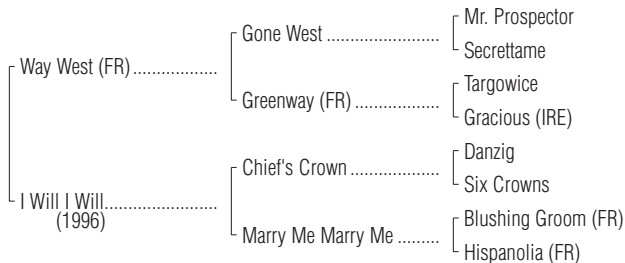 Mr. Prospector
Gone West ......................
Secrettame
Way West (FR) .................
Targowice
Greenway (FR) .................
Gracious (IRE)
Danzig
Chief's Crown ..................
Six Crowns
I Will I Will.......................
(1996)
Blushing Groom (FR)
Marry Me Marry Me ........
Hispanolia (FR)